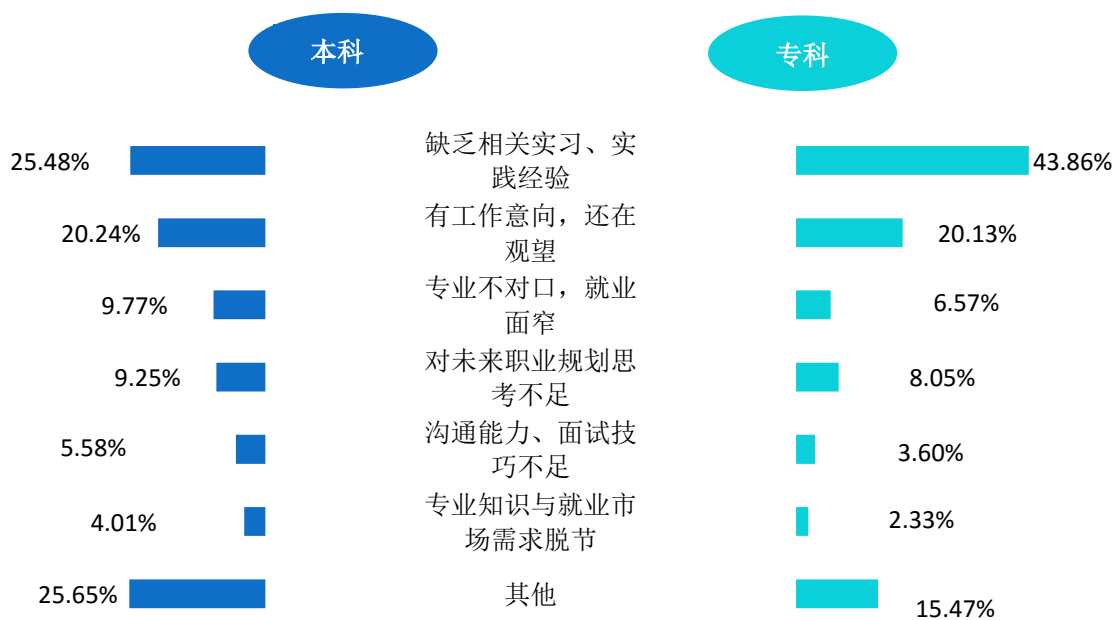 本科
专科
25.48%
缺乏相关实习、实
践经验
43.86%
20.24%
有工作意向，还在
观望
20.13%
9.77%
专业不对口，就业
面窄
6.57%
9.25%
对未来职业规划思
考不足
8.05%
5.58%
沟通能力、面试技
巧不足
3.60%
4.01%
专业知识与就业市
场需求脱节
2.33%
25.65%
其他
15.47%